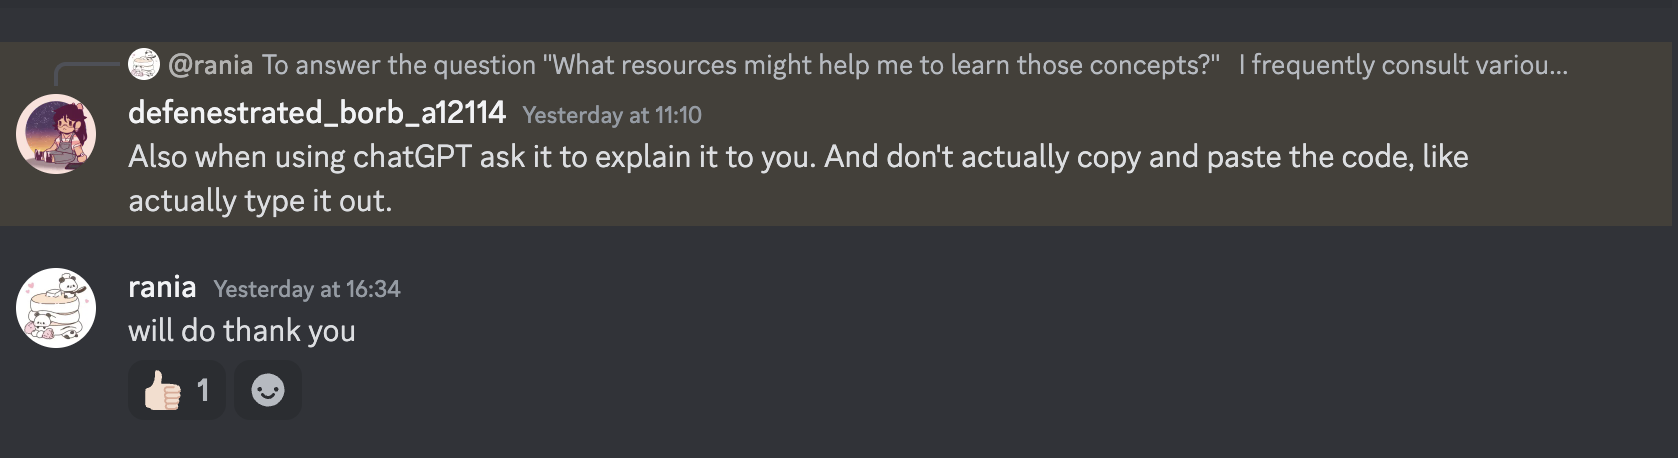 @rania To answer the question "What resources might help me to learn those concepts?" I frequently consult variou...
defenestrated_borb_a12114 Yesterday at 11:10
Also when using chatGPT ask it to explain it to you. And don't actually copy and paste the code, like
actually type it out.
rania Yesterday at 16:34
will do thank you
1